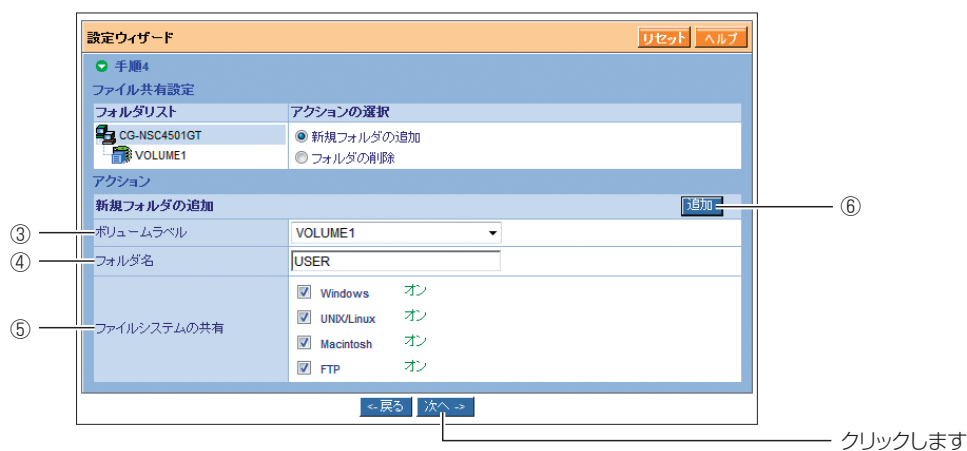 設定ウィザード
リセット ヘルプ
手順4
ファイル共有設定
フォルダリスト アクションの選択
CG-NSC4501GT 新規フォルダの追加
VOLUME1 フォルダの削除
アクション
新規フォルダの追加 追加 ⑥
③ ボリュームラベル VOLUME1
④ フォルダ名 USER
⑤ ファイルシステムの共有
Windows オン
UNIX/Linux オン
Macintosh オン
FTP オン
<-戻る 次へ ->
クリックします